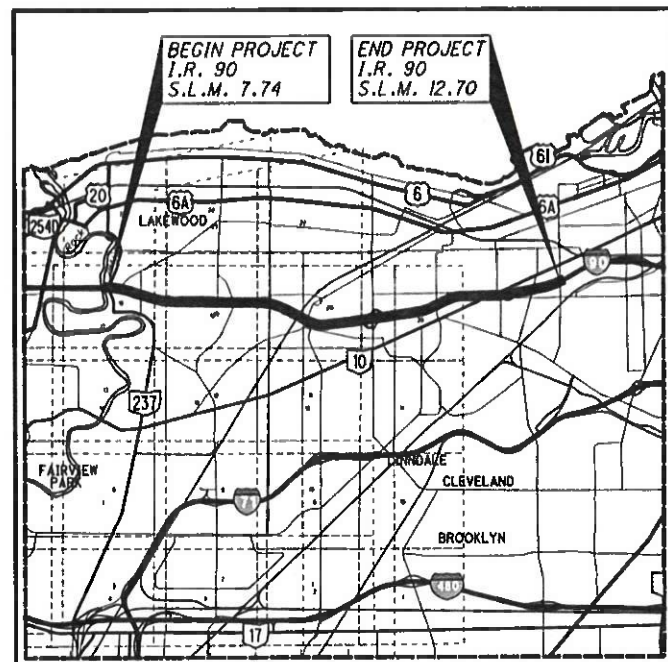 BEGIN PROJECT
I.R. 90
S.L.M. 7.74
END PROJECT
I.R. 90
S.L.M. 12.70
61
20
6A
6
6A
254D
LAKEWOOD
90
10
237
FAIRVIEW
PARK
LINNDALE
CLEVELAND
71
BROOKLYN
480
17